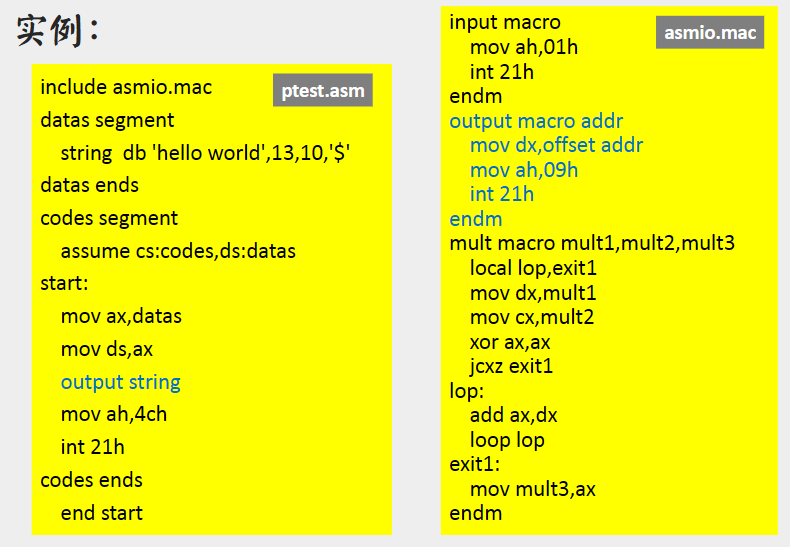 实例：
ptest.asm
include asmio.mac
datas segment
string  db 'hello world',13,10,'$'
datas ends
codes segment
assume cs:codes,ds:datas
start:
mov ax,datas
mov ds,ax
output string
mov ah,4ch
int 21h
codes ends
end start
asmio.mac
input macro
mov ah,01h
int 21h
endm
output macro addr
mov dx,offset addr
mov ah,09h
int 21h
endm
mult macro mult1,mult2,mult3
local lop,exit1
mov dx,mult1
mov cx,mult2
xor ax,ax
jcxz exit1
lop:
add ax,dx
loop lop
exit1:
mov mult3,ax
endm